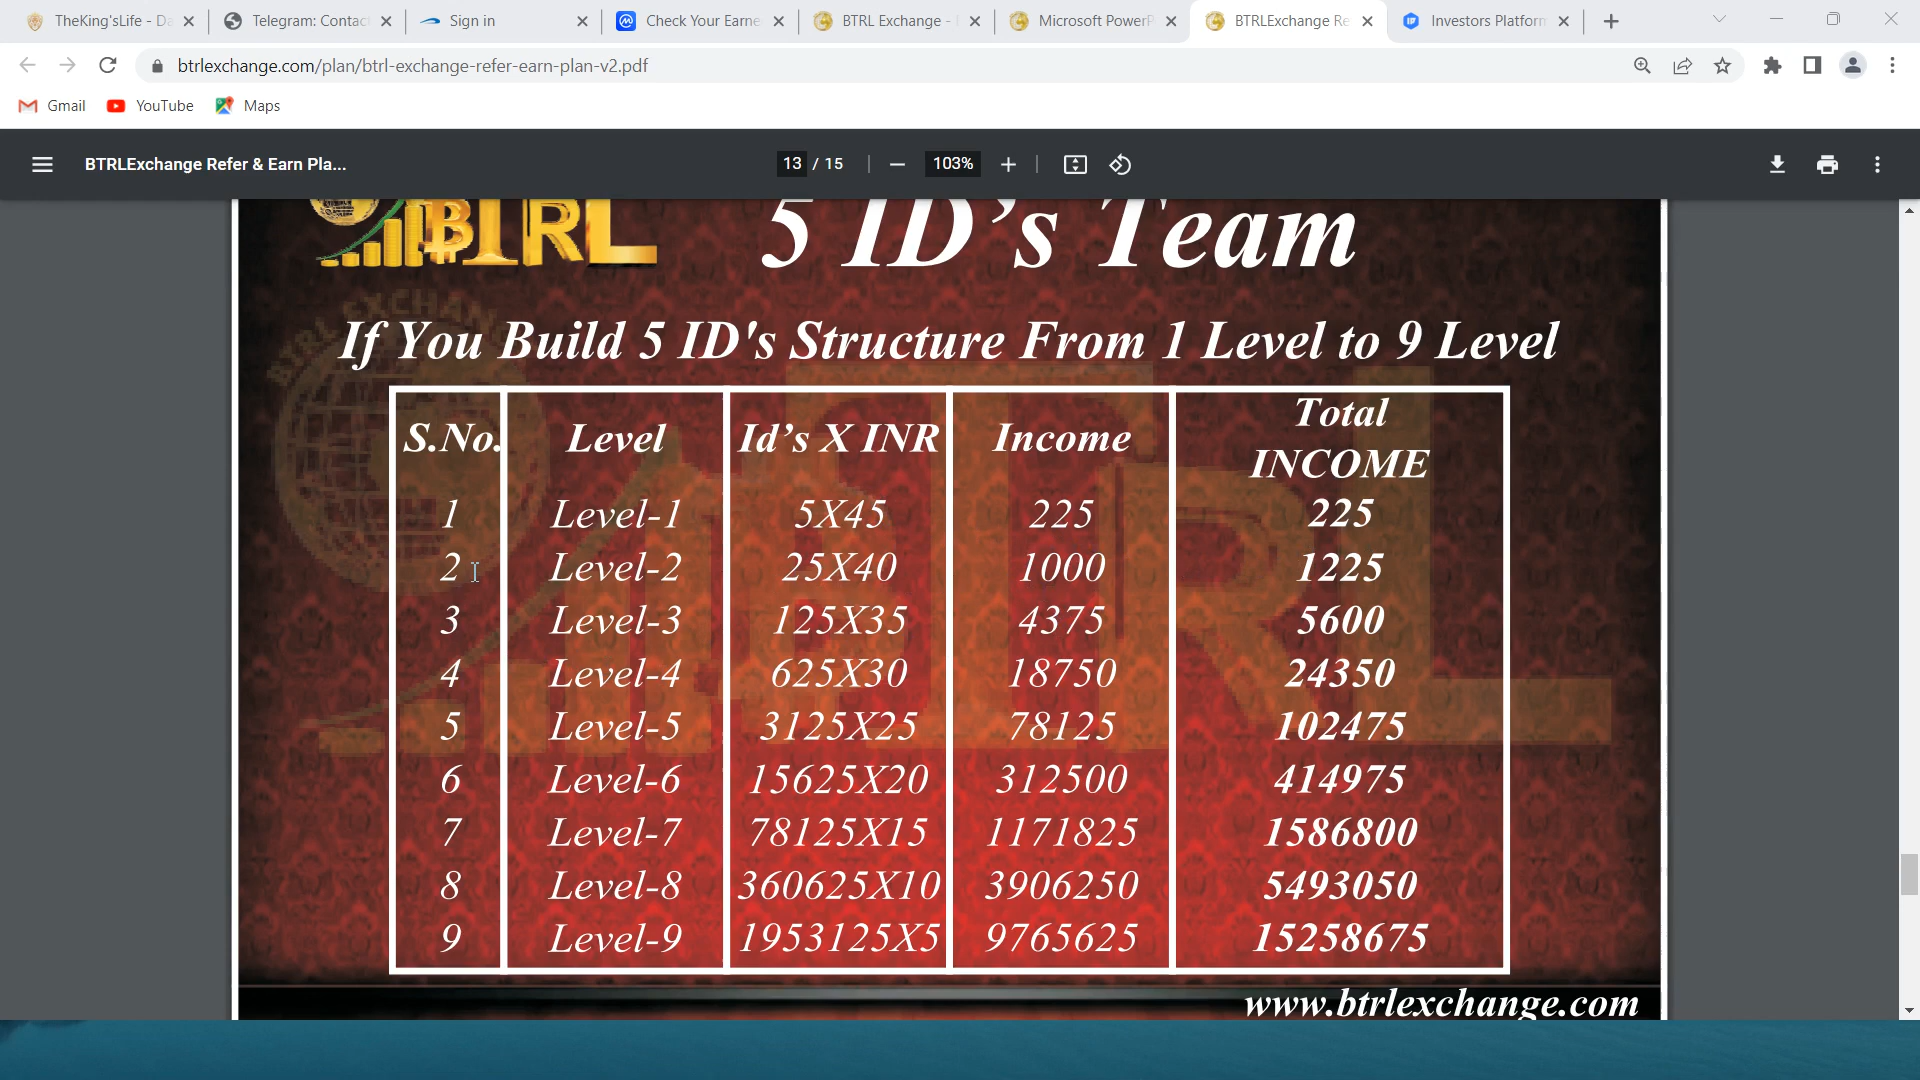 TheKing'sLife - Da
Telegram: Contac
Sign in
Check Your Earne
BTRL Exchange -
Microsoft PowerP
BTRLExchange Re
Investors Platform
btrlexchange.com/plan/btrl-exchange-refer-earn-plan-v2.pdf
Gmail YouTube Maps
BTRLExchange Refer & Earn Pla...
13 / 15
103%
BTRL 5 ID's Team
If You Build 5 ID's Structure From 1 Level to 9 Level
S.No. Level Id's X INR Income Total INCOME
1 Level-1 5X45 225 225
2 Level-2 25X40 1000 1225
3 Level-3 125X35 4375 5600
4 Level-4 625X30 18750 24350
5 Level-5 3125X25 78125 102475
6 Level-6 15625X20 312500 414975
7 Level-7 78125X15 1171825 1586800
8 Level-8 360625X10 3906250 5493050
9 Level-9 1953125X5 9765625 15258675
www.btrlexchange.com